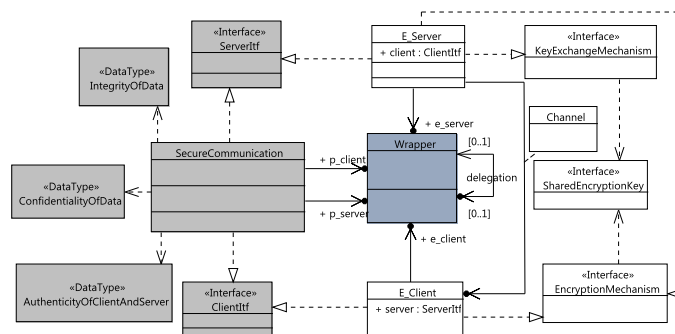 «Interface»
ServerItf
E_Server
+ client : ClientItf
«Interface»
KeyExchangeMechanism
«DataType»
IntegrityOfData
+ e_server
Channel
[0..1]
Wrapper
SecureCommunication
+ p_client
delegation
«Interface»
SharedEncryptionKey
«DataType»
ConfidentialityOfData
+ p_server
[0..1]
+ e_client
«DataType»
AuthenticityOfClientAndServer
«Interface»
ClientItf
E_Client
+ server : ServerItf
«Interface»
EncryptionMechanism